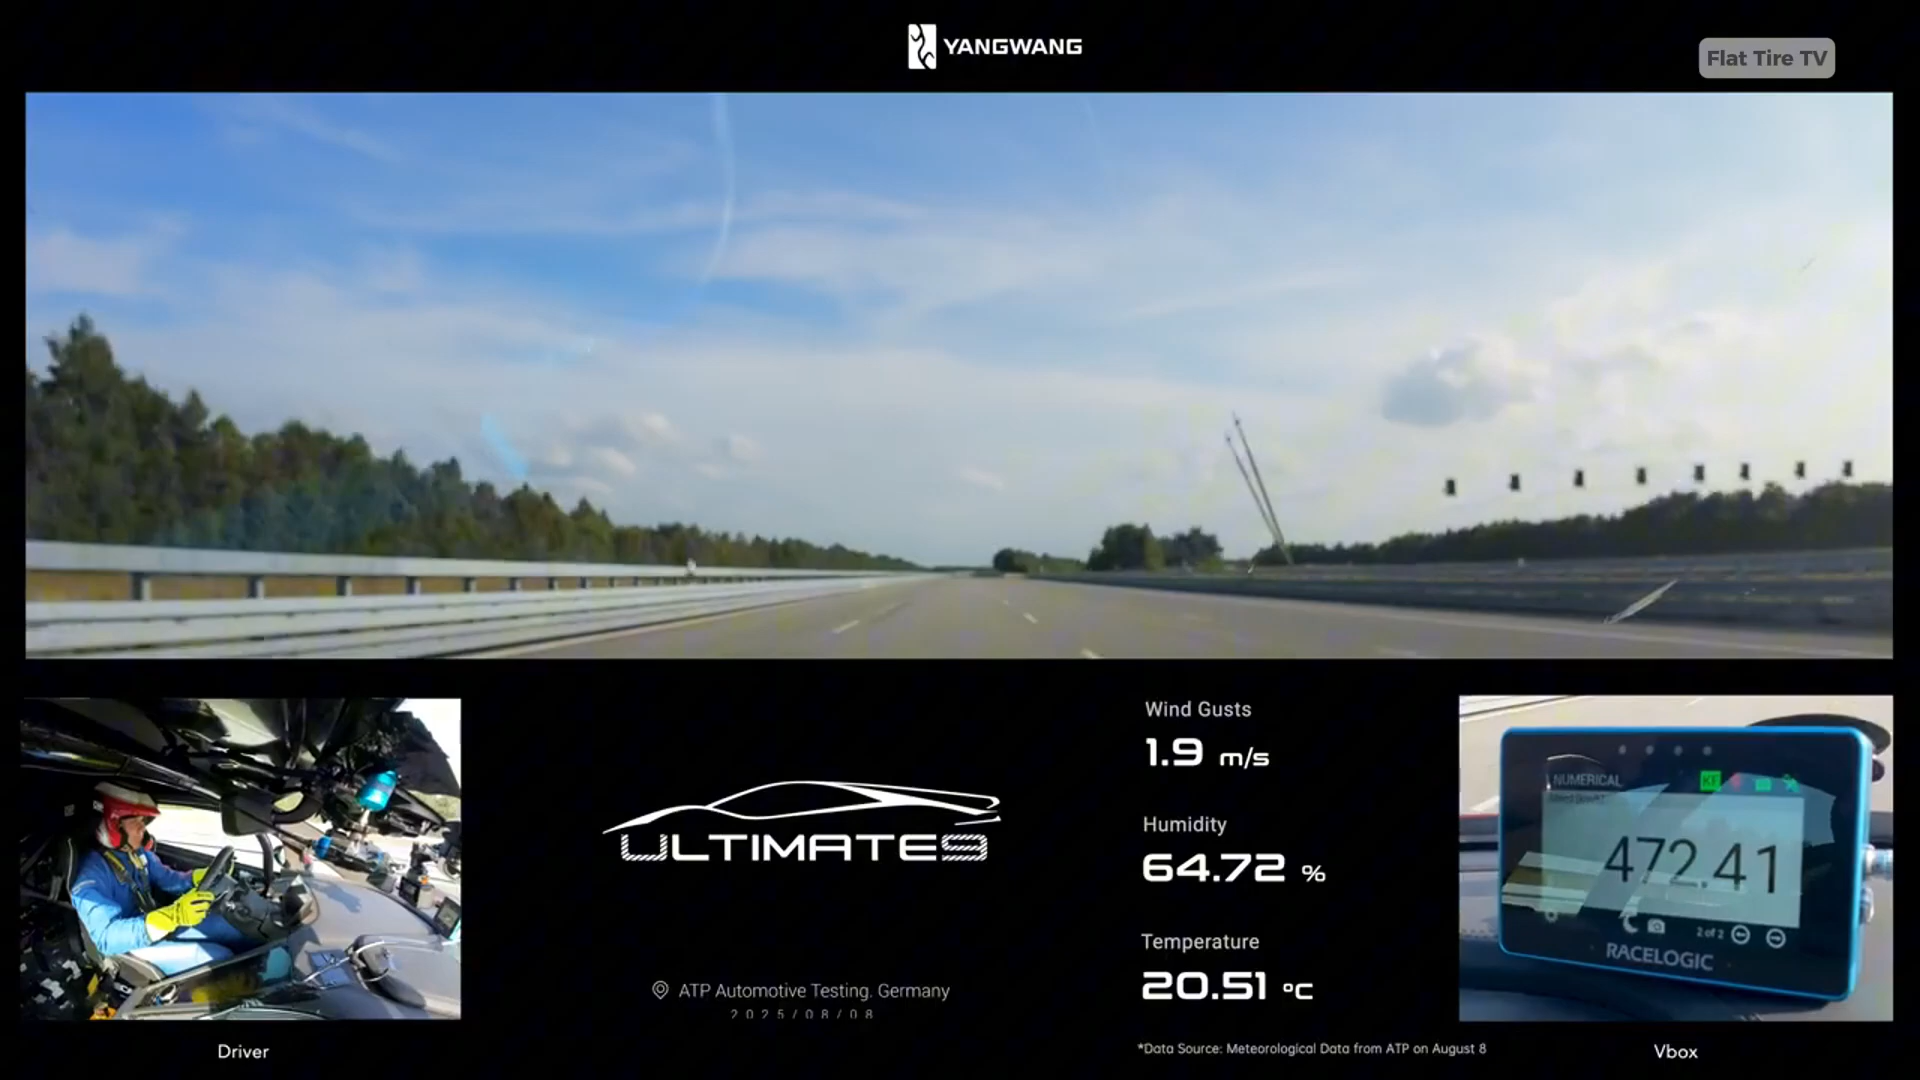 YANGWANG
Flat Tire TV
ULTIMATE9
ATP Automotive Testing. Germany
2025/08/08
Driver
Wind Gusts
1.9 m/s
Humidity
64.72 %
Temperature
20.51 °C
*Data Source: Meteorological Data from ATP on August 8
NUMERICAL
472.41
2 of 2
RACELOGIC
Vbox